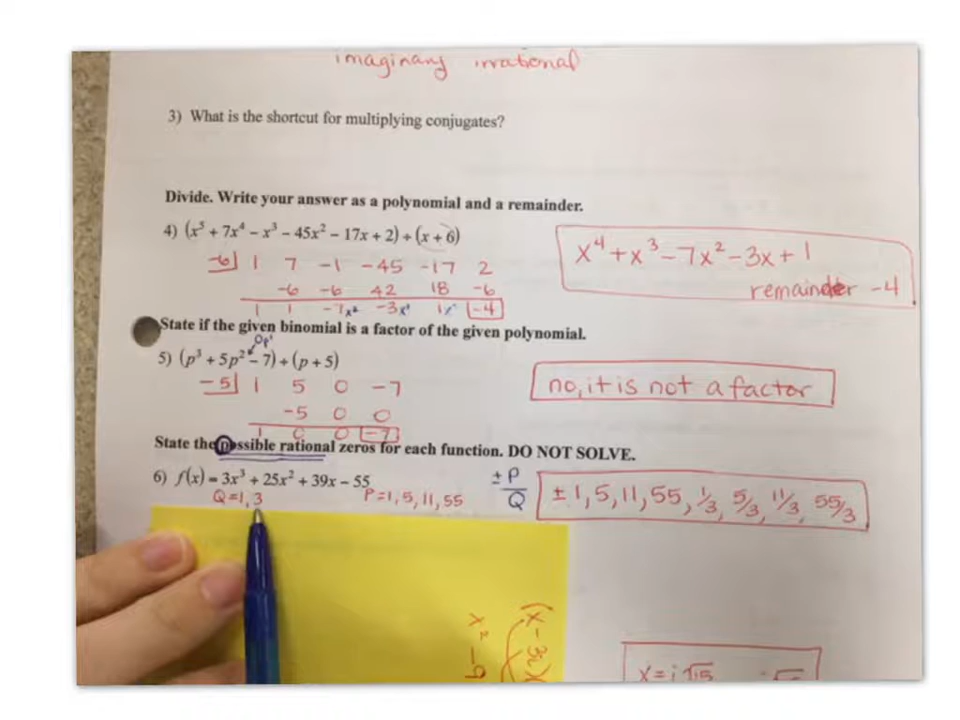 imaginary irrational
3) What is the shortcut for multiplying conjugates?
Divide. Write your answer as a polynomial and a remainder.
4) (x⁵ + 7x⁴ − x³ − 45x² − 17x + 2) ÷ (x + 6)
-6| 1 7 -1 -45 -17 2
-6 -6 42 18 -6
1 1 -7x² -3x 1x° -4
x⁴ + x³ − 7x² − 3x + 1
remainder -4
State if the given binomial is a factor of the given polynomial.
0p'
5) (p³ + 5p² − 7) ÷ (p + 5)
-5| 1 5 0 -7
-5 0 0
1 0 0 -7
no, it is not a factor
State the possible rational zeros for each function. DO NOT SOLVE.
6) f(x) = 3x³ + 25x² + 39x − 55
Q = 1, 3 P = 1, 5, 11, 55
± P/Q
± 1, 5, 11, 55, 1/3, 5/3, 11/3, 55/3
(x - 3i)(
x² - 9
x = i√15